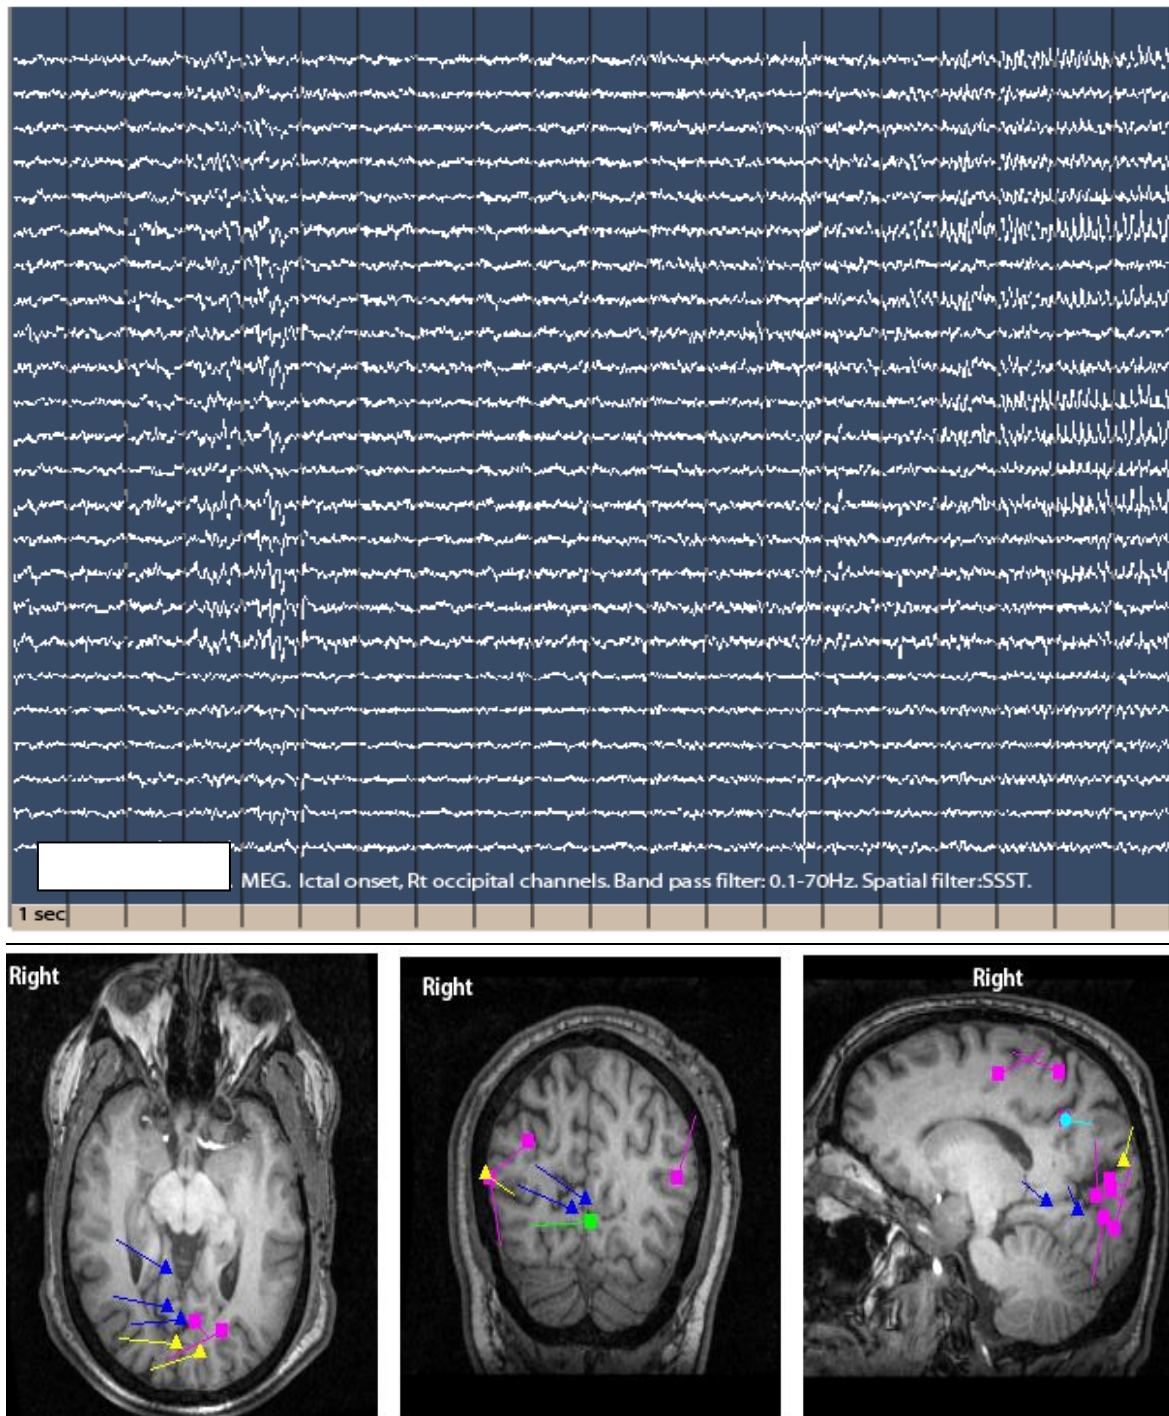 MEG. Ictal onset, Rt occipital channels. Band pass filter: 0.1-70Hz. Spatial filter:SSST.
1 sec
Right
Right
Right